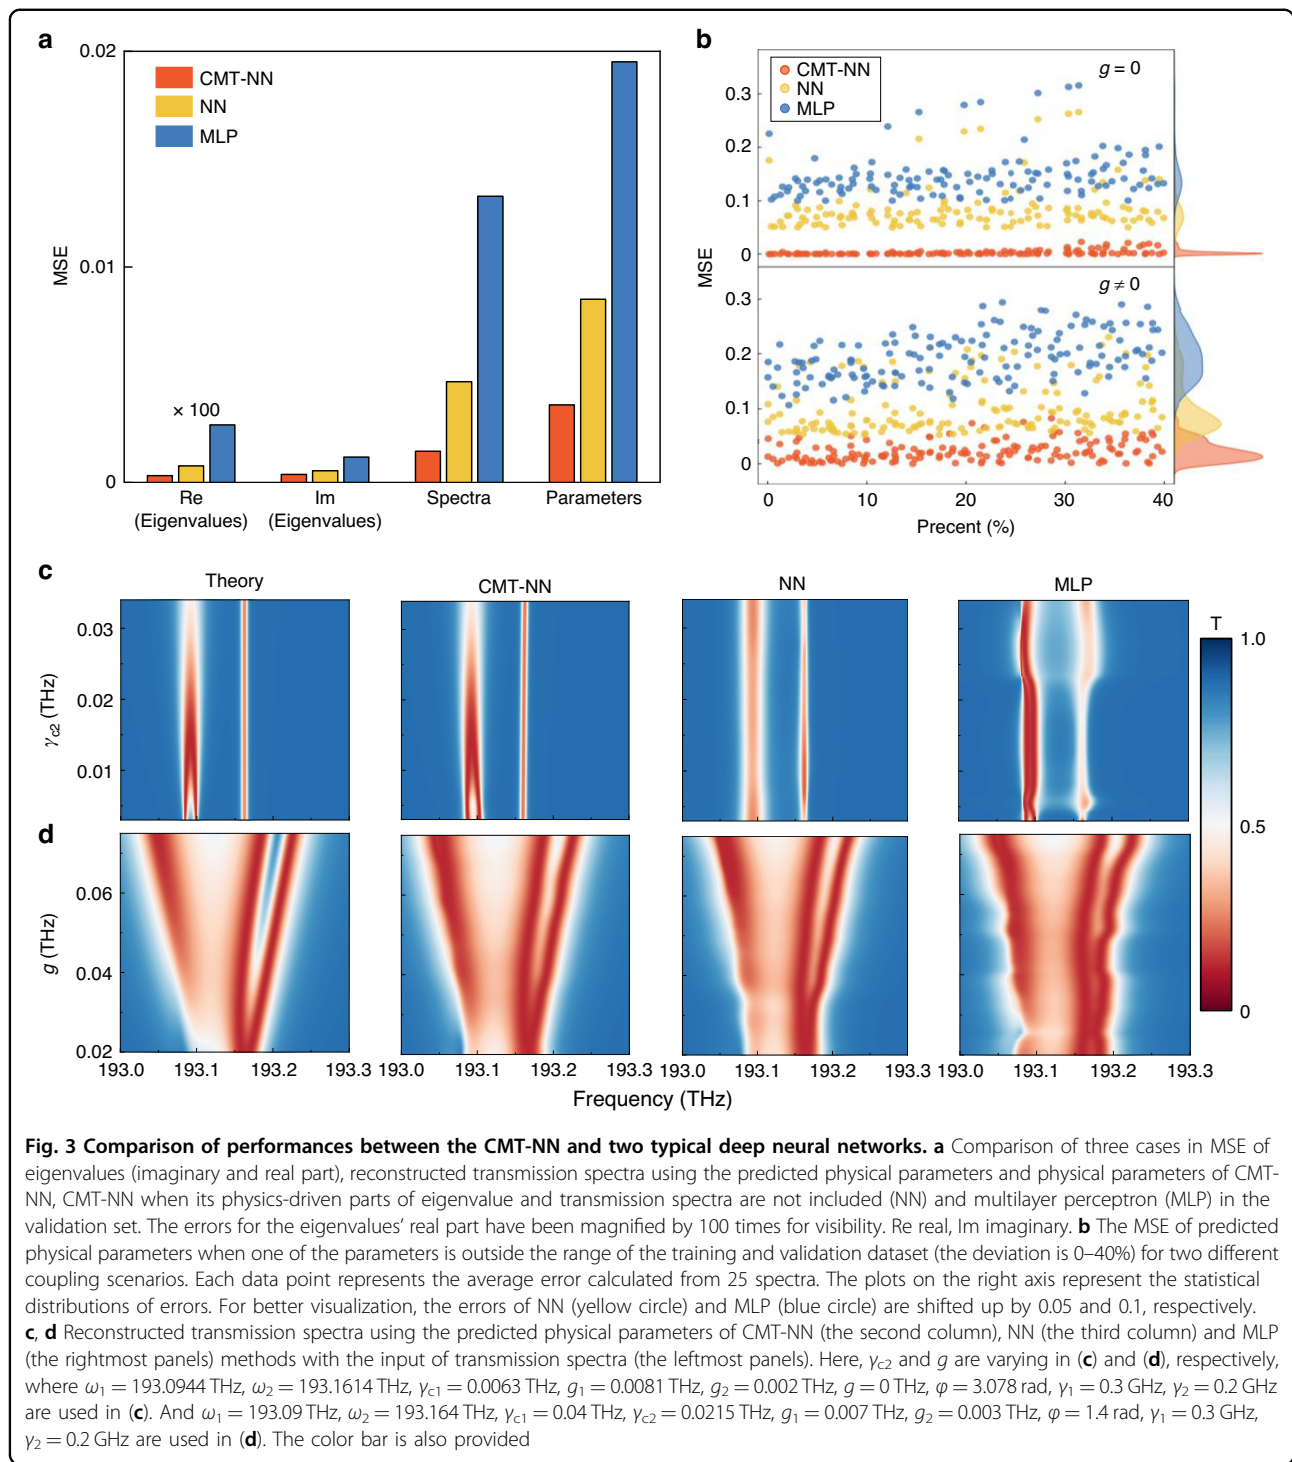 a
0.02
CMT-NN
NN
MLP
MSE
0.01
× 100
0
Re
(Eigenvalues)
Im
(Eigenvalues)
Spectra
Parameters
b
CMT-NN
NN
MLP
g = 0
0.3
0.2
0.1
0
MSE
g ≠ 0
0.3
0.2
0.1
0
0
10
20
30
40
Precent (%)
c
Theory
CMT-NN
NN
MLP
0.03
0.02
0.01
γc2 (THz)
T
1.0
0.5
0
d
0.06
0.04
0.02
g (THz)
193.0
193.1
193.2
193.3
193.0
193.1
193.2
193.3
193.0
193.1
193.2
193.3
193.0
193.1
193.2
193.3
Frequency (THz)
Fig. 3 Comparison of performances between the CMT-NN and two typical deep neural networks. a Comparison of three cases in MSE of
eigenvalues (imaginary and real part), reconstructed transmission spectra using the predicted physical parameters and physical parameters of CMT-
NN, CMT-NN when its physics-driven parts of eigenvalue and transmission spectra are not included (NN) and multilayer perceptron (MLP) in the
validation set. The errors for the eigenvalues' real part have been magnified by 100 times for visibility. Re real, Im imaginary. b The MSE of predicted
physical parameters when one of the parameters is outside the range of the training and validation dataset (the deviation is 0–40%) for two different
coupling scenarios. Each data point represents the average error calculated from 25 spectra. The plots on the right axis represent the statistical
distributions of errors. For better visualization, the errors of NN (yellow circle) and MLP (blue circle) are shifted up by 0.05 and 0.1, respectively.
c, d Reconstructed transmission spectra using the predicted physical parameters of CMT-NN (the second column), NN (the third column) and MLP
(the rightmost panels) methods with the input of transmission spectra (the leftmost panels). Here, γc2 and g are varying in (c) and (d), respectively,
where ω1 = 193.0944 THz, ω2 = 193.1614 THz, γc1 = 0.0063 THz, g1 = 0.0081 THz, g2 = 0.002 THz, g = 0 THz, φ = 3.078 rad, γ1 = 0.3 GHz, γ2 = 0.2 GHz
are used in (c). And ω1 = 193.09 THz, ω2 = 193.164 THz, γc1 = 0.04 THz, γc2 = 0.0215 THz, g1 = 0.007 THz, g2 = 0.003 THz, φ = 1.4 rad, γ1 = 0.3 GHz,
γ2 = 0.2 GHz are used in (d). The color bar is also provided